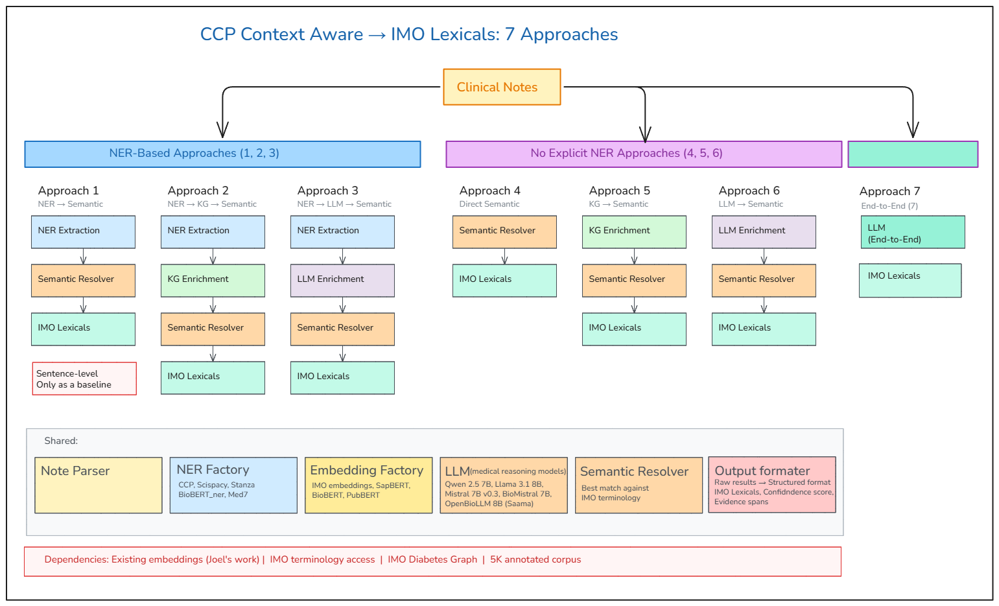 CCP Context Aware → IMO Lexicals: 7 Approaches
Clinical Notes
NER-Based Approaches (1, 2, 3)
No Explicit NER Approaches (4, 5, 6)
Approach 1
NER → Semantic
NER Extraction
Semantic Resolver
IMO Lexicals
Sentence-level
Only as a baseline
Approach 2
NER → KG → Semantic
NER Extraction
KG Enrichment
Semantic Resolver
IMO Lexicals
Approach 3
NER → LLM → Semantic
NER Extraction
LLM Enrichment
Semantic Resolver
IMO Lexicals
Approach 4
Direct Semantic
Semantic Resolver
IMO Lexicals
Approach 5
KG → Semantic
KG Enrichment
Semantic Resolver
IMO Lexicals
Approach 6
LLM → Semantic
LLM Enrichment
Semantic Resolver
IMO Lexicals
Approach 7
End-to-End (7)
LLM
(End-to-End)
IMO Lexicals
Shared:
Note Parser
NER Factory
CCP, Scispacy, Stanza
BioBERT_ner, Med7
Embedding Factory
IMO embeddings, SapBERT,
BioBERT, PubBERT
LLM(medical reasoning models)
Qwen 2.5 7B, Llama 3.1 8B,
Mistral 7B v0.3, BioMistral 7B,
OpenBioLLM 8B (Saama)
Semantic Resolver
Best match against
IMO terminology
Output formater
Raw results → Structured format
IMO Lexicals, Confidndence score,
Evidence spans
Dependencies: Existing embeddings (Joel's work) | IMO terminology access | IMO Diabetes Graph | 5K annotated corpus